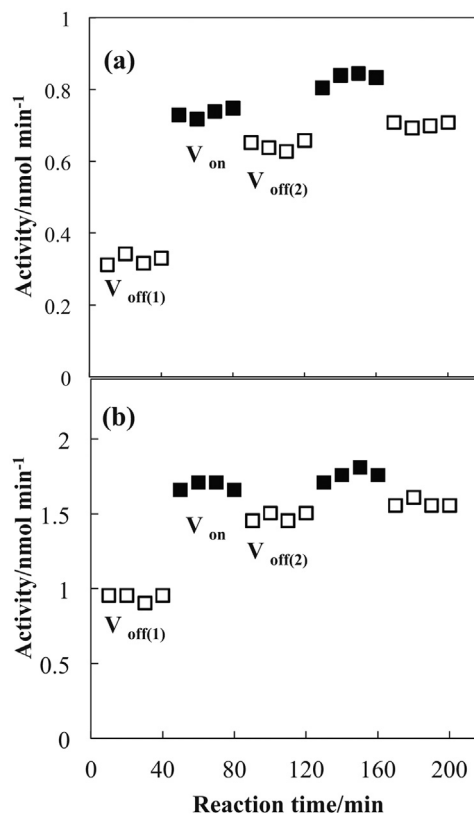 1
(a)
0.8
V on
V off(2)
0.6
0.4
V off(1)
0.2
0
Activity/nmol min-1
(b)
2
V on
1.5
V off(2)
1
V off(1)
0.5
0
Activity/nmol min-1
0 40 80 120 160 200
Reaction time/min